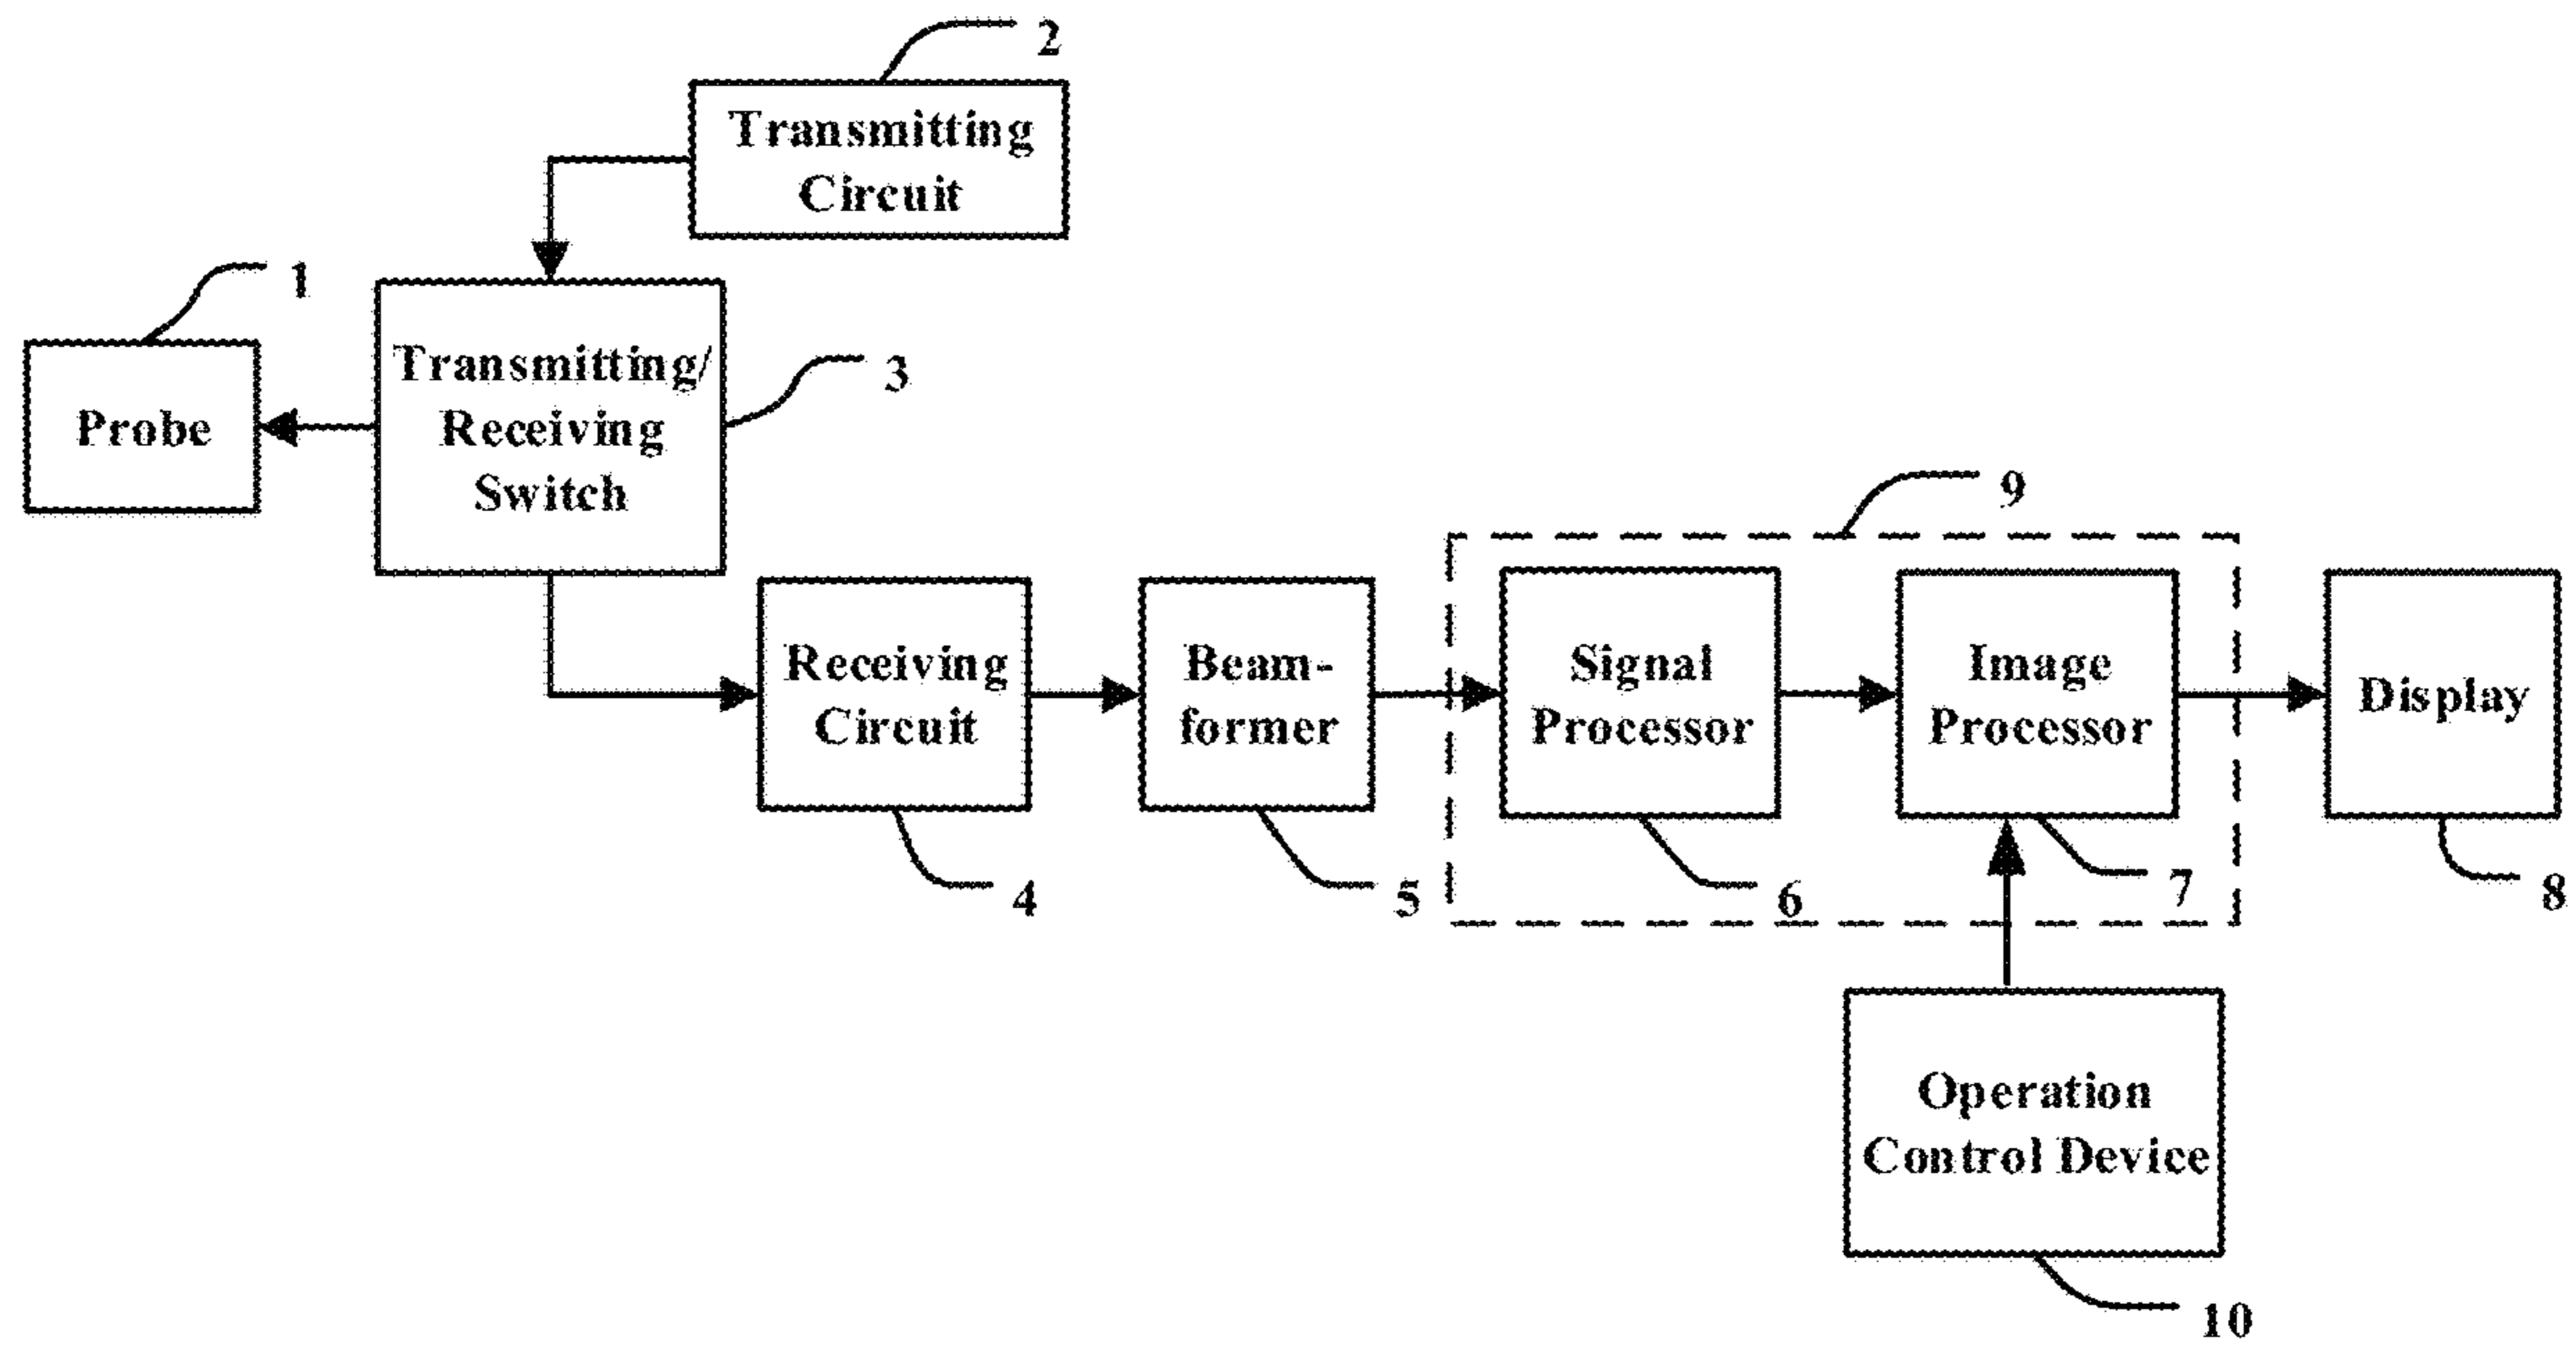 2
Transmitting
Circuit
1
Probe
Transmitting/
Receiving
Switch
3
Receiving
Circuit
4
Beam-
former
5
9
Signal
Processor
6
Image
Processor
7
Display
8
Operation
Control Device
10